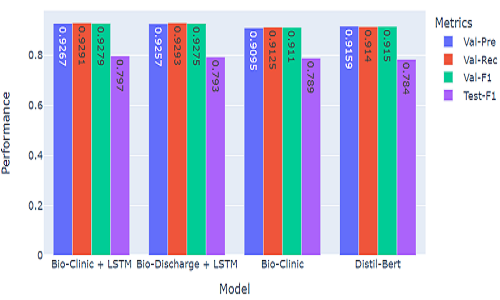 Metrics
Val-Pre
Val-Rec
Val-F1
Test-F1
Performance
0.8
0.6
0.4
0.2
0
0.9267
0.9291
0.9279
0.797
0.9257
0.9293
0.9275
0.793
0.9095
0.9125
0.911
0.789
0.9159
0.914
0.915
0.784
Bio-Clinic + LSTM
Bio-Discharge + LSTM
Bio-Clinic
Distil-Bert
Model